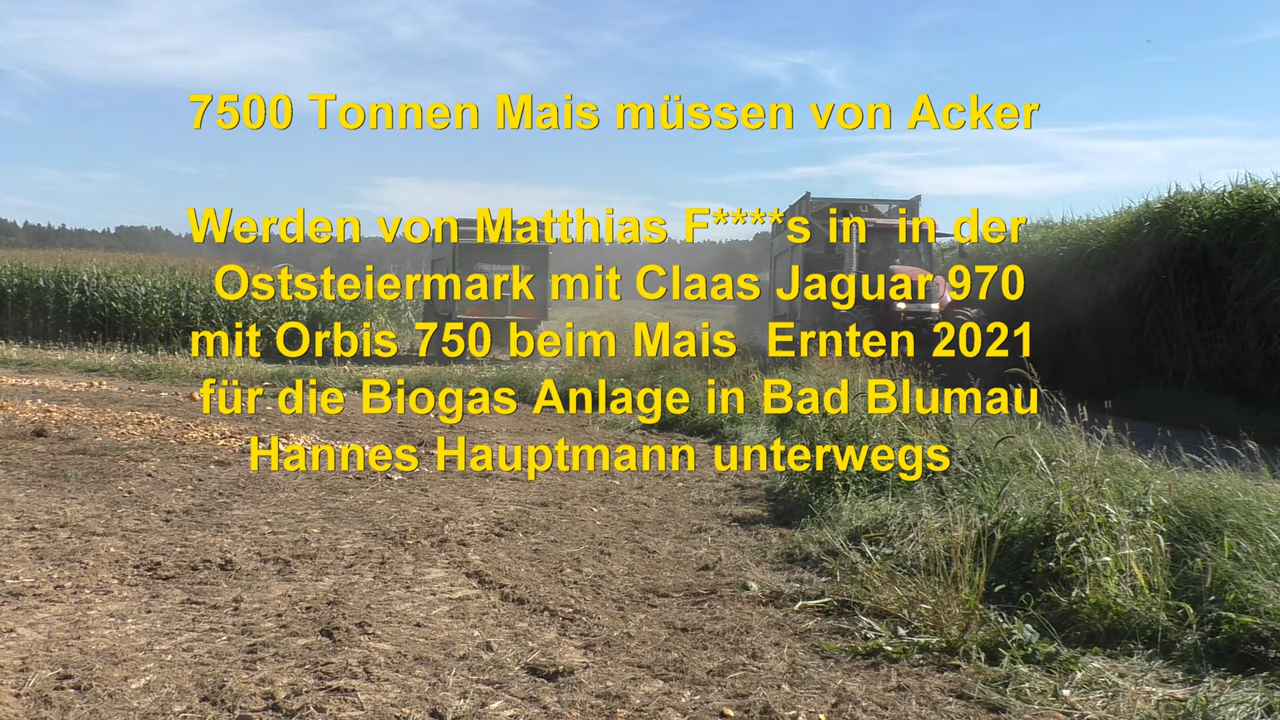 7500 Tonnen Mais müssen von Acker
Werden von Matthias F****s in in der
Oststeiermark mit Claas Jaguar 970
mit Orbis 750 beim Mais Ernten 2021
für die Biogas Anlage in Bad Blumau
Hannes Hauptmann unterwegs